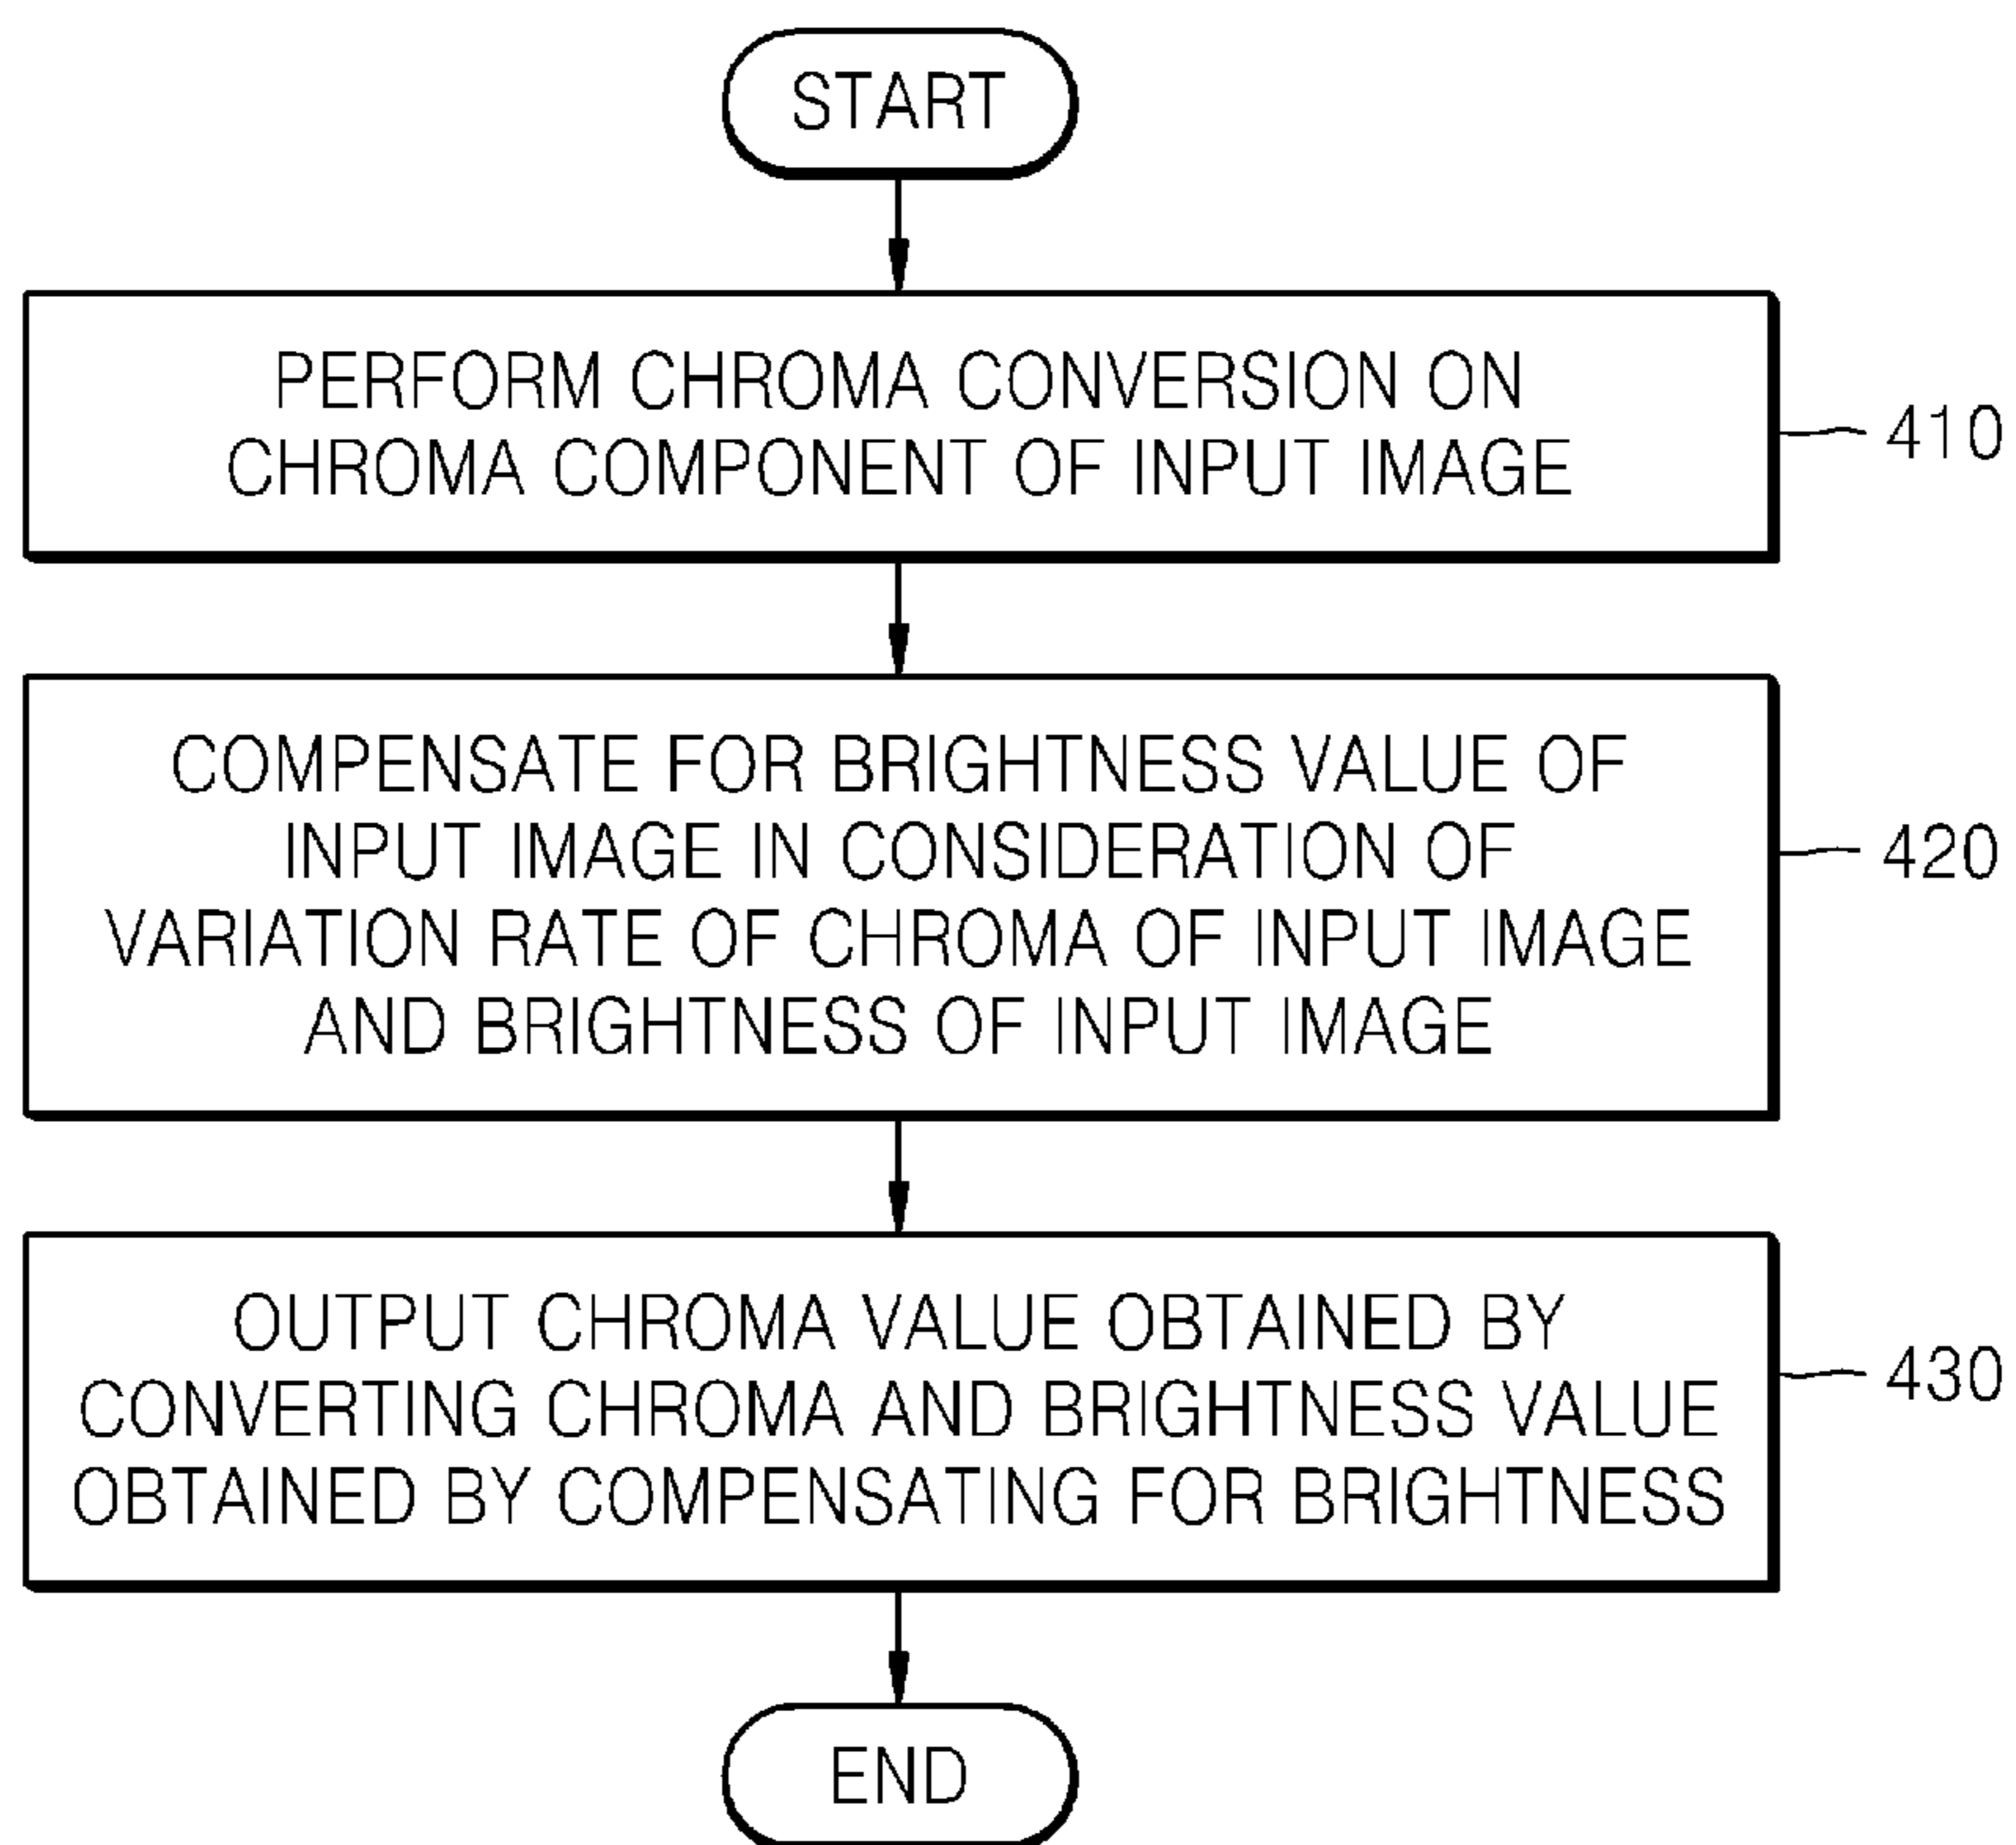 START
PERFORM CHROMA CONVERSION ON
CHROMA COMPONENT OF INPUT IMAGE
410
COMPENSATE FOR BRIGHTNESS VALUE OF
INPUT IMAGE IN CONSIDERATION OF
VARIATION RATE OF CHROMA OF INPUT IMAGE
AND BRIGHTNESS OF INPUT IMAGE
420
OUTPUT CHROMA VALUE OBTAINED BY
CONVERTING CHROMA AND BRIGHTNESS VALUE
OBTAINED BY COMPENSATING FOR BRIGHTNESS
430
END